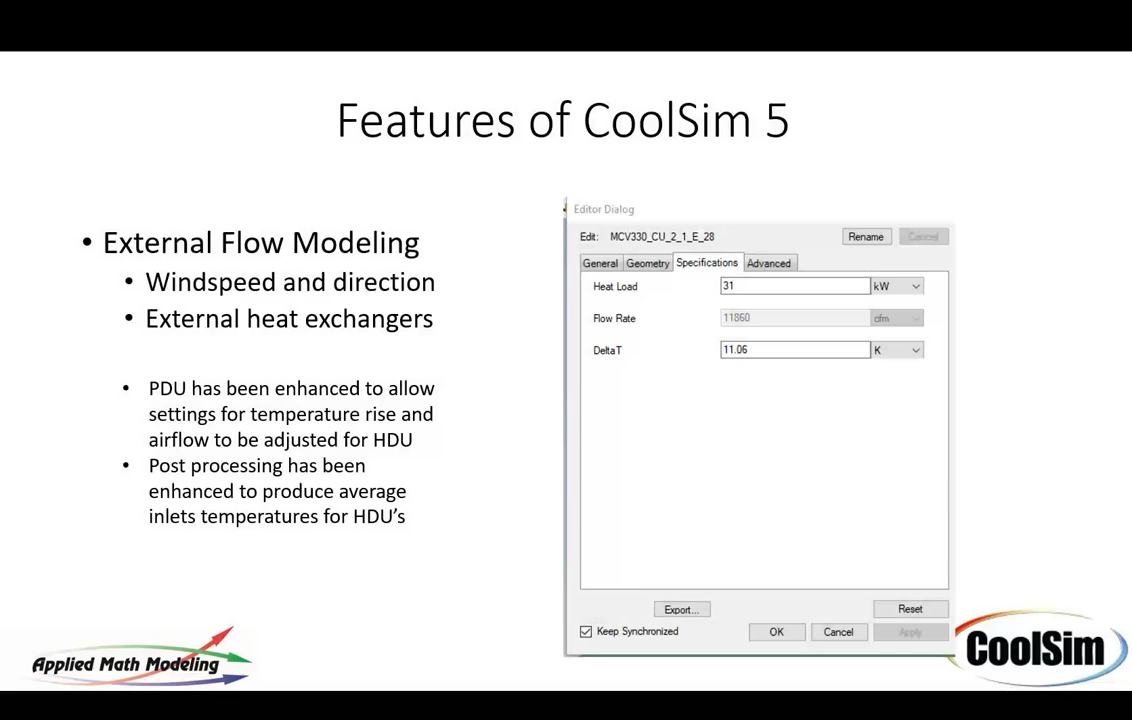 Features of CoolSim 5
• External Flow Modeling
• Windspeed and direction
• External heat exchangers
• PDU has been enhanced to allow
settings for temperature rise and
airflow to be adjusted for HDU
• Post processing has been
enhanced to produce average
inlets temperatures for HDU’s
Editor Dialog
Edit: MCV330_CU_2_1_E_28 Rename Cancel
General Geometry Specifications Advanced
Heat Load 31 kW
Flow Rate 11860 cfm
Delta T 11.06 K
Export... Reset
Keep Synchronized OK Cancel Apply
Applied Math Modeling
CoolSim